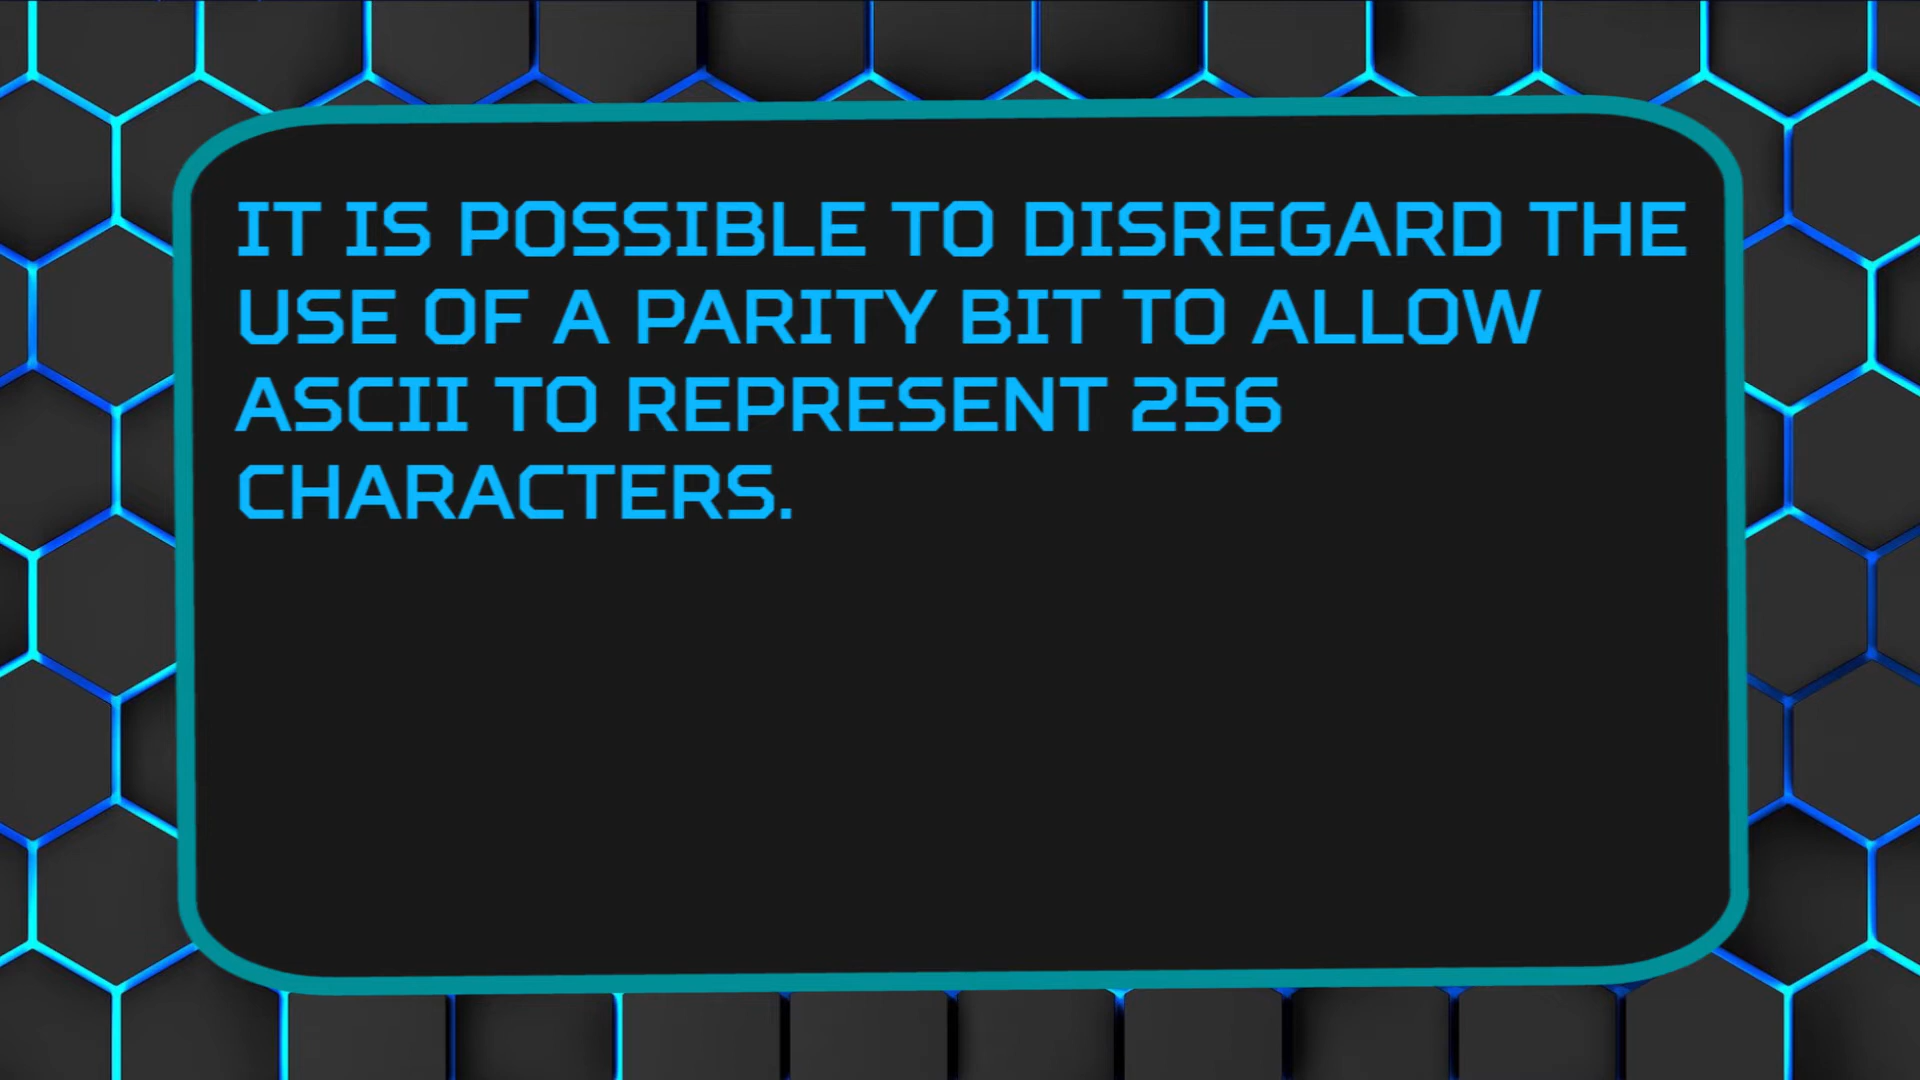 IT IS POSSIBLE TO DISREGARD THE
USE OF A PARITY BIT TO ALLOW
ASCII TO REPRESENT 256
CHARACTERS.